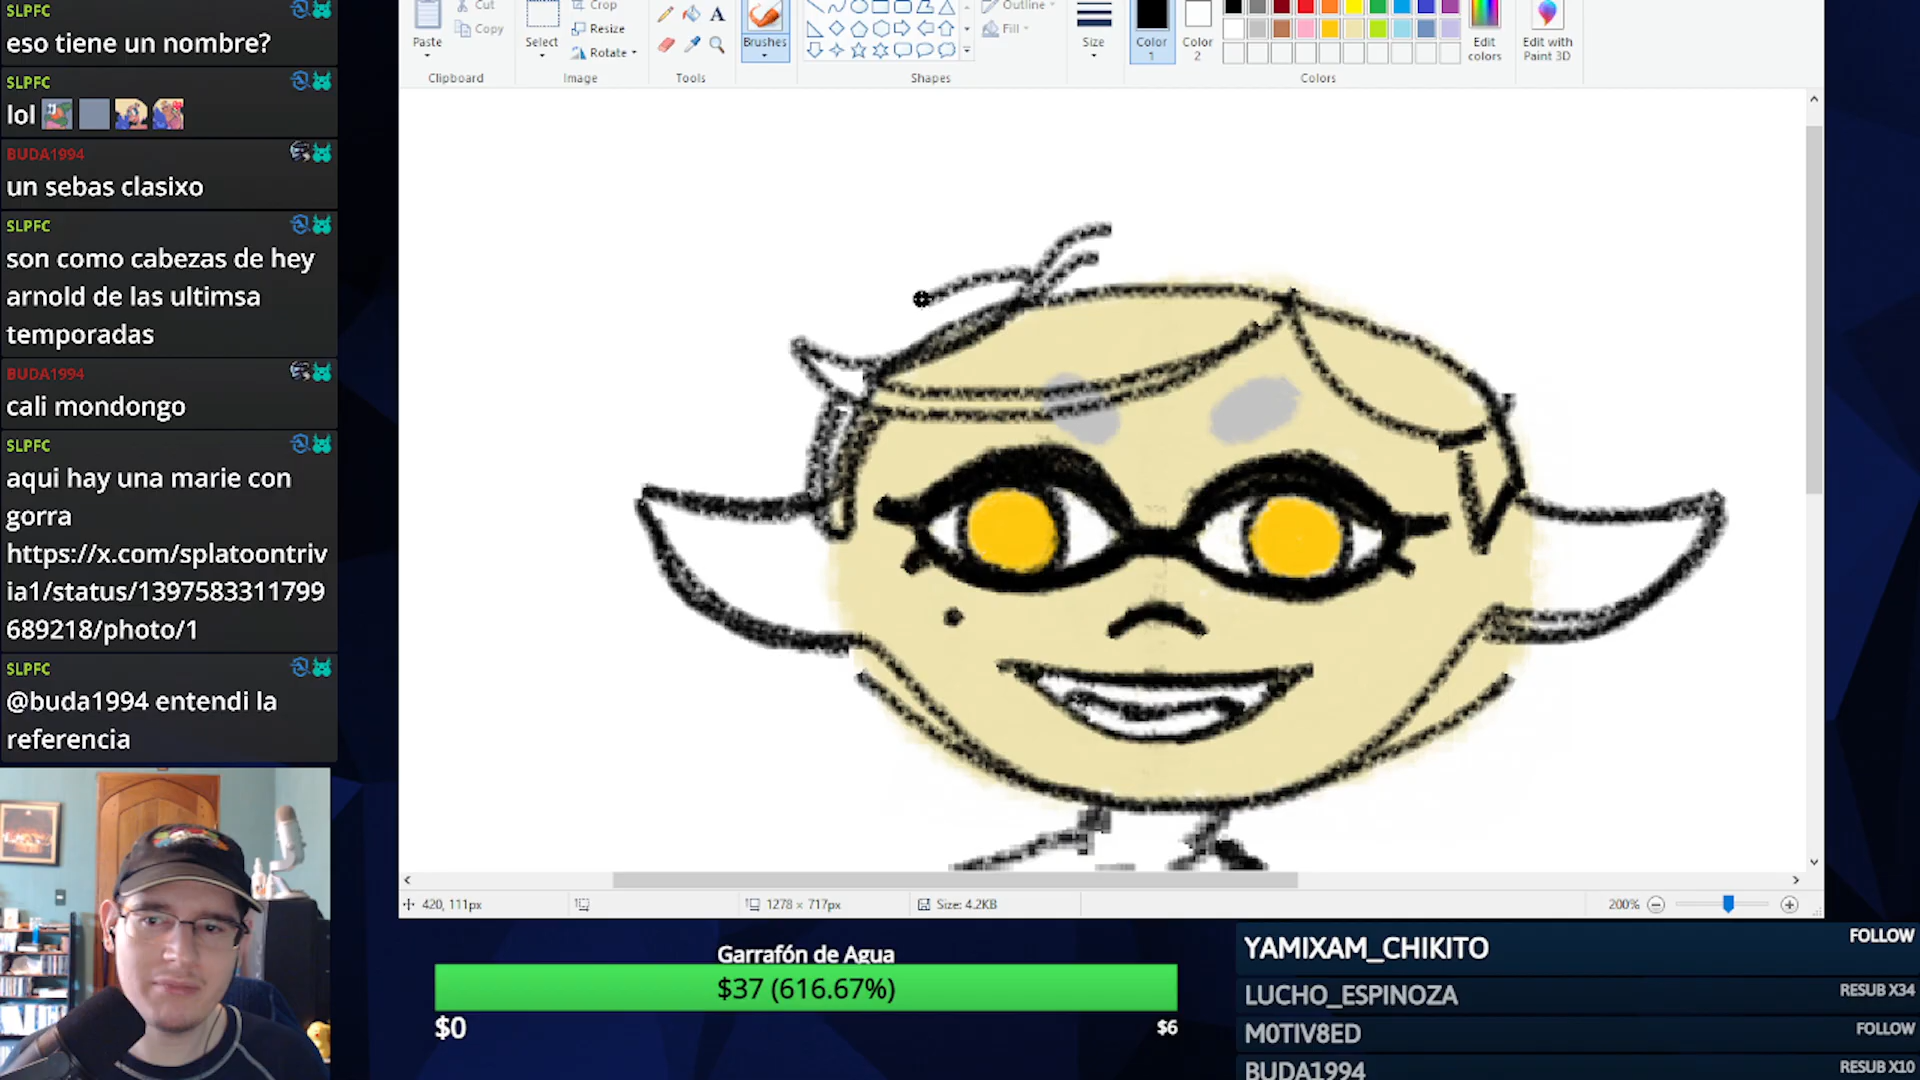 SLPFC
eso tiene un nombre?
SLPFC
lol
BUDA1994
un sebas clasixo
SLPFC
son como cabezas de hey
arnold de las ultimsa
temporadas
BUDA1994
cali mondongo
SLPFC
aqui hay una marie con
gorra
https://x.com/splatoontriv
ia1/status/1397583311799
689218/photo/1
SLPFC
@buda1994 entendi la
referencia
Paste
Cut
Copy
Clipboard
Select
Crop
Resize
Rotate
Image
A
Tools
Brushes
Outline
Fill
Shapes
Size
Color
1
Color
2
Edit
colors
Edit with
Paint 3D
Colors
420, 111px
1278 × 717px
Size: 4.2KB
200%
Garrafón de Agua
$37 (616.67%)
$0
$6
YAMIXAM_CHIKITO FOLLOW
LUCHO_ESPINOZA RESUB X34
M0TIV8ED FOLLOW
BUDA1994 RESUB X10